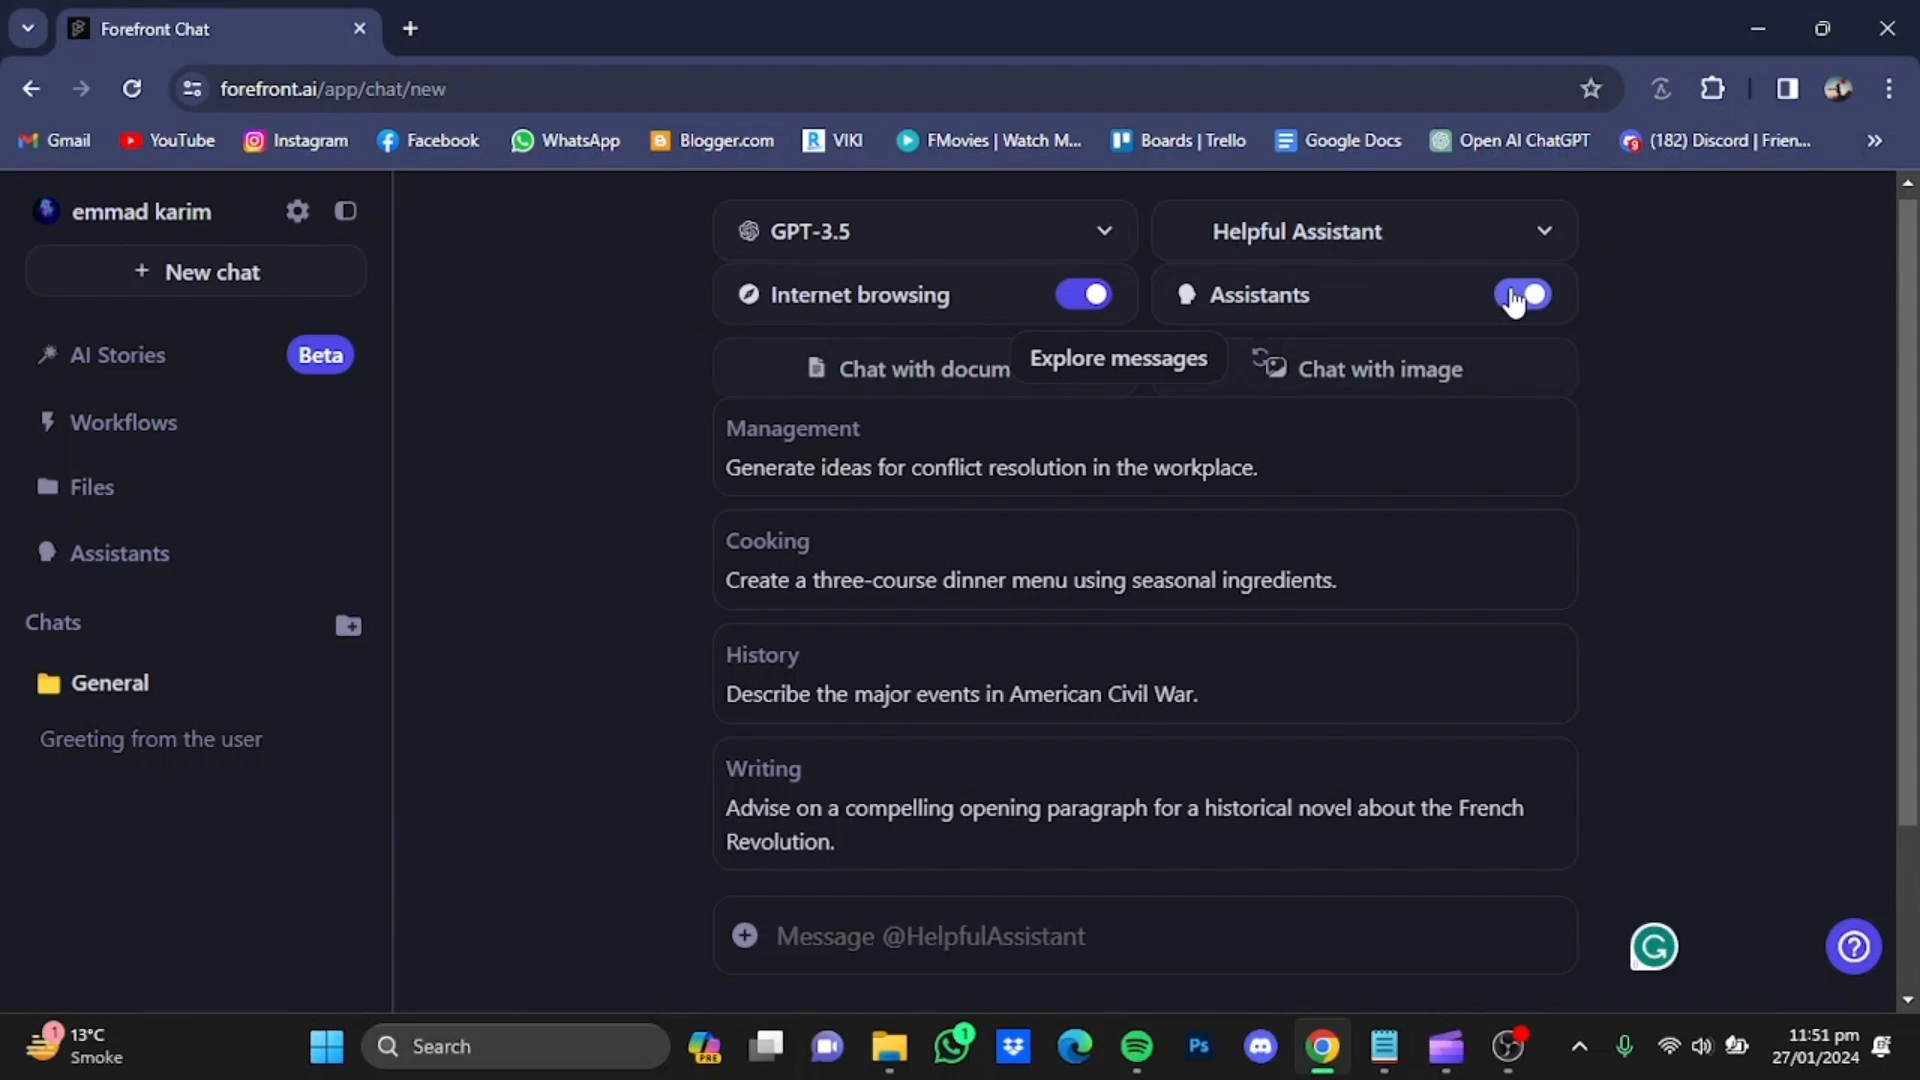 Forefront Chat
forefront.ai/app/chat/new
Gmail
YouTube
Instagram
Facebook
WhatsApp
Blogger.com
VIKI
FMovies | Watch M...
Boards | Trello
Google Docs
Open AI ChatGPT
(182) Discord | Frien...
emmad karim
New chat
AI Stories
Beta
Workflows
Files
Assistants
Chats
General
Greeting from the user
GPT-3.5
Helpful Assistant
Internet browsing
Assistants
Chat with docum
Explore messages
Chat with image
Management
Generate ideas for conflict resolution in the workplace.
Cooking
Create a three-course dinner menu using seasonal ingredients.
History
Describe the major events in American Civil War.
Writing
Advise on a compelling opening paragraph for a historical novel about the French
Revolution.
Message @HelpfulAssistant
1
13°C
Smoke
Search
PRE
1
Ps
11:51 pm
27/01/2024